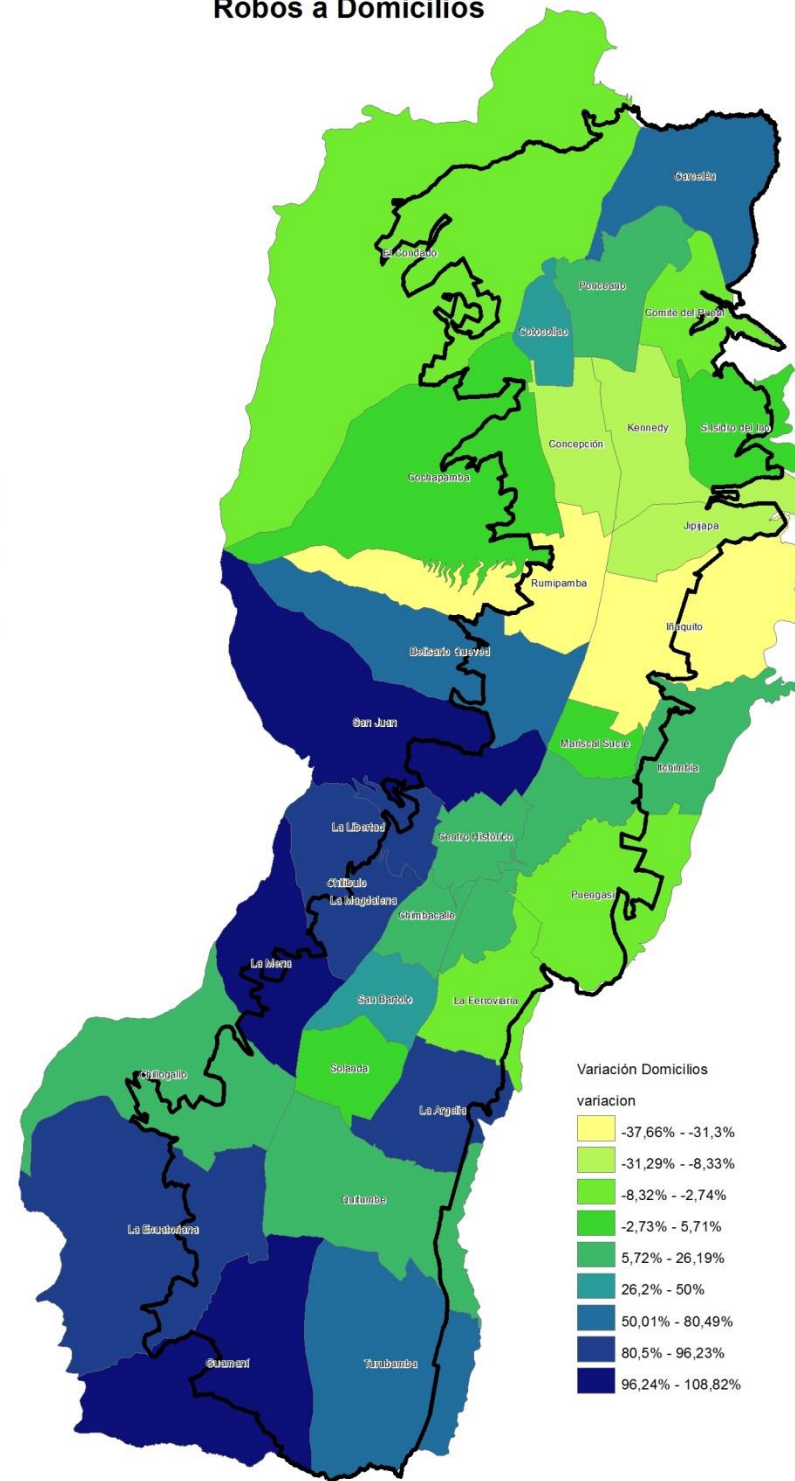 Robos a Domicilios
Carcelén
El Condado
Ponceano
Comité del Puebl
Cotocollao
Kennedy
S.Isidro del Inc
Concepción
Cochapamba
Jipijapa
Rumipamba
Iñaquito
Belisario Queved
San Juan
Mariscal Sucre
Itchimbia
La Libertad
Centro Histórico
Chilibulo
Puengasí
La Magdalena
Chimbacalle
La Mena
San Bartolo
La Ferroviaria
Chillogallo
Solanda
La Argelia
Quitumbe
La Ecuatoriana
Guamaní
Turubamba
Variación Domicilios
variacion
-37,66% - -31,3%
-31,29% - -8,33%
-8,32% - -2,74%
-2,73% - 5,71%
5,72% - 26,19%
26,2% - 50%
50,01% - 80,49%
80,5% - 96,23%
96,24% - 108,82%